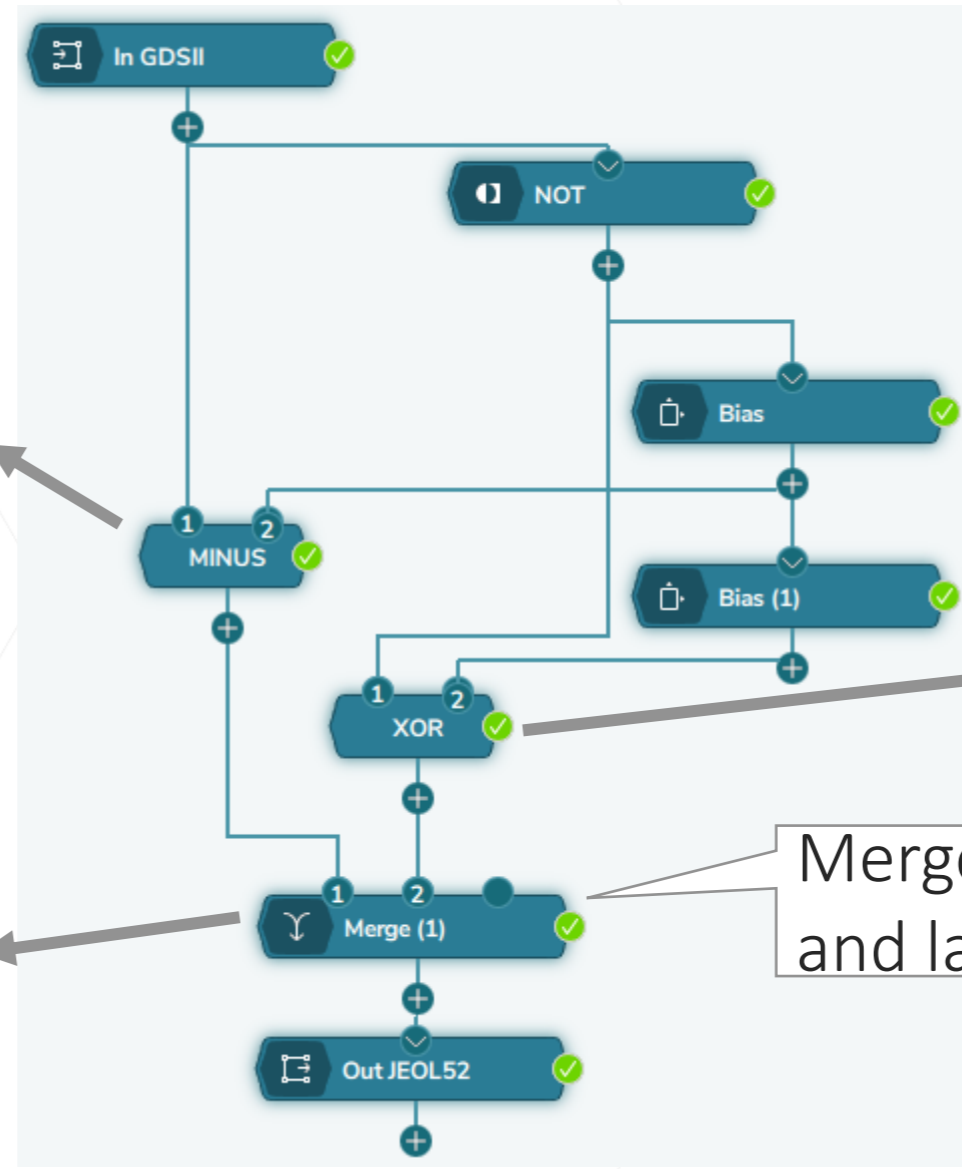 In GDSII
NOT
Bias
1 2
MINUS
Bias (1)
1 2
XOR
Merge
and la
1 2
Merge (1)
Out JEOL52